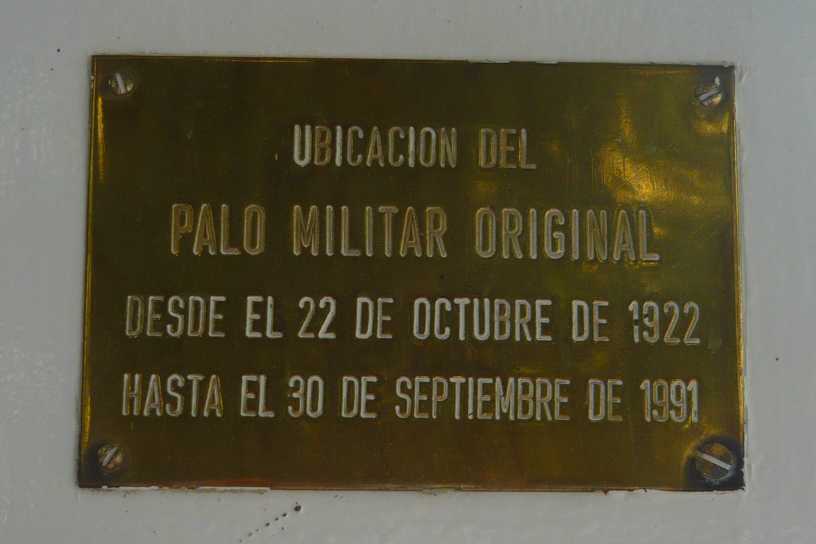 UBICACION DEL
PALO MILITAR ORIGINAL
DESDE EL 22 DE OCTUBRE DE 1922
HASTA EL 30 DE SEPTIEMBRE DE 1991